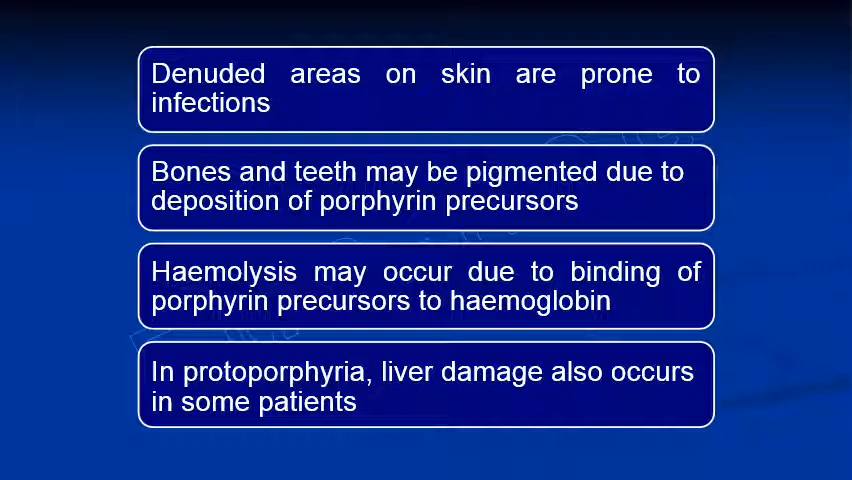 Denuded areas on skin are prone to
infections
Bones and teeth may be pigmented due to
deposition of porphyrin precursors
Haemolysis may occur due to binding of
porphyrin precursors to haemoglobin
In protoporphyria, liver damage also occurs
in some patients